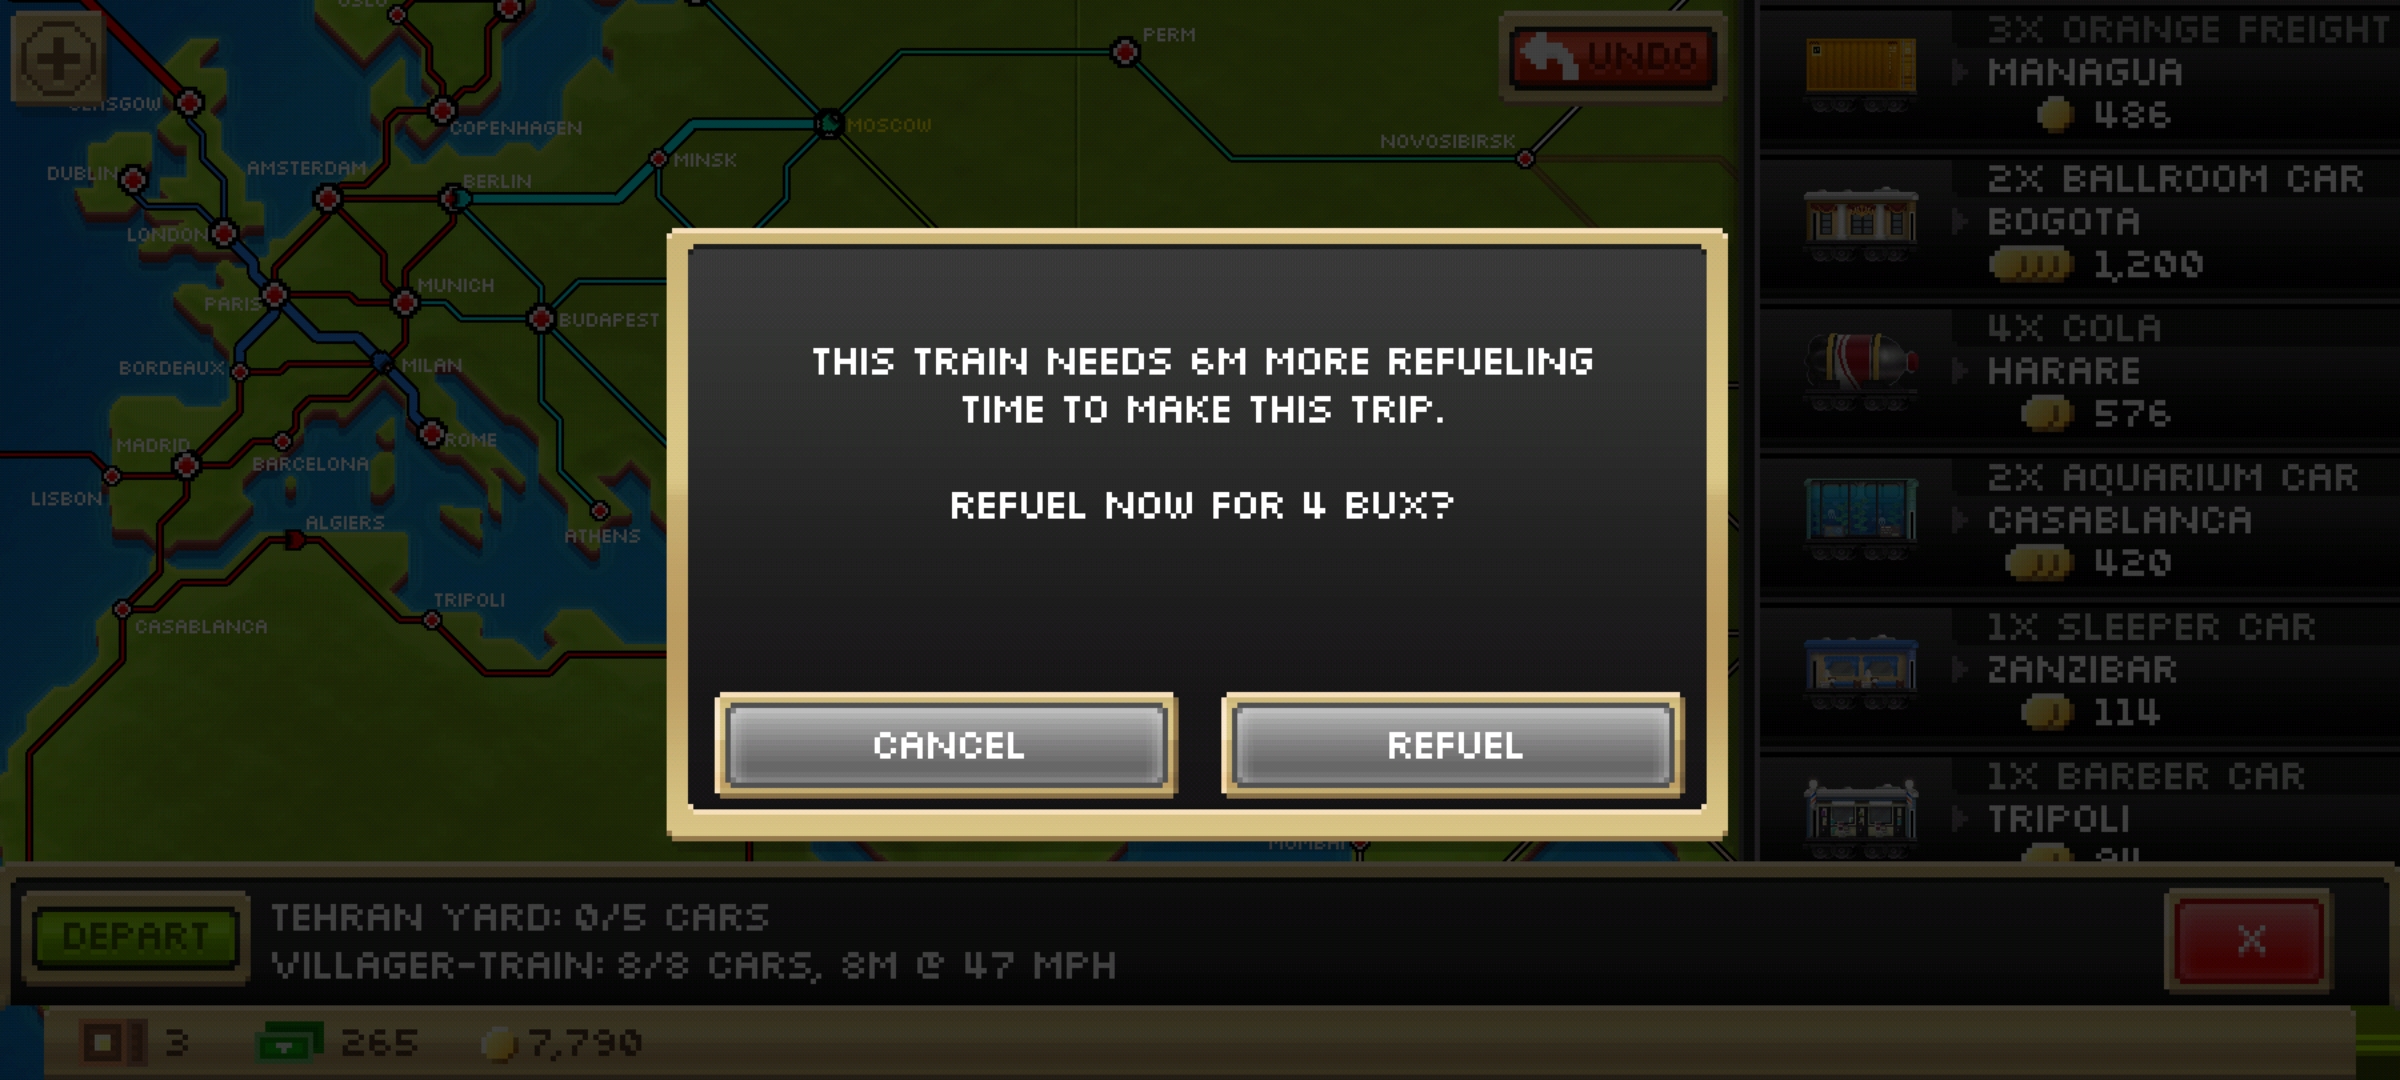 OSLO
PERM
UNDO
GLASGOW
COPENHAGEN
MOSCOW
NOVOSIBIRSK
DUBLIN
AMSTERDAM
BERLIN
MINSK
LONDON
PARIS
MUNICH
BUDAPEST
BORDEAUX
MILAN
MADRID
ROME
BARCELONA
LISBON
ALGIERS
ATHENS
TRIPOLI
CASABLANCA
MUMBAI
THIS TRAIN NEEDS 6M MORE REFUELING
TIME TO MAKE THIS TRIP.
REFUEL NOW FOR 4 BUX?
CANCEL
REFUEL
3X ORANGE FREIGHT
MANAGUA
486
2X BALLROOM CAR
BOGOTA
1,200
4X COLA
HARARE
576
2X AQUARIUM CAR
CASABLANCA
420
1X SLEEPER CAR
ZANZIBAR
114
1X BARBER CAR
TRIPOLI
DEPART
TEHRAN YARD: 0/5 CARS
VILLAGER-TRAIN: 8/8 CARS, 8M @ 47 MPH
X
3
265
7,790